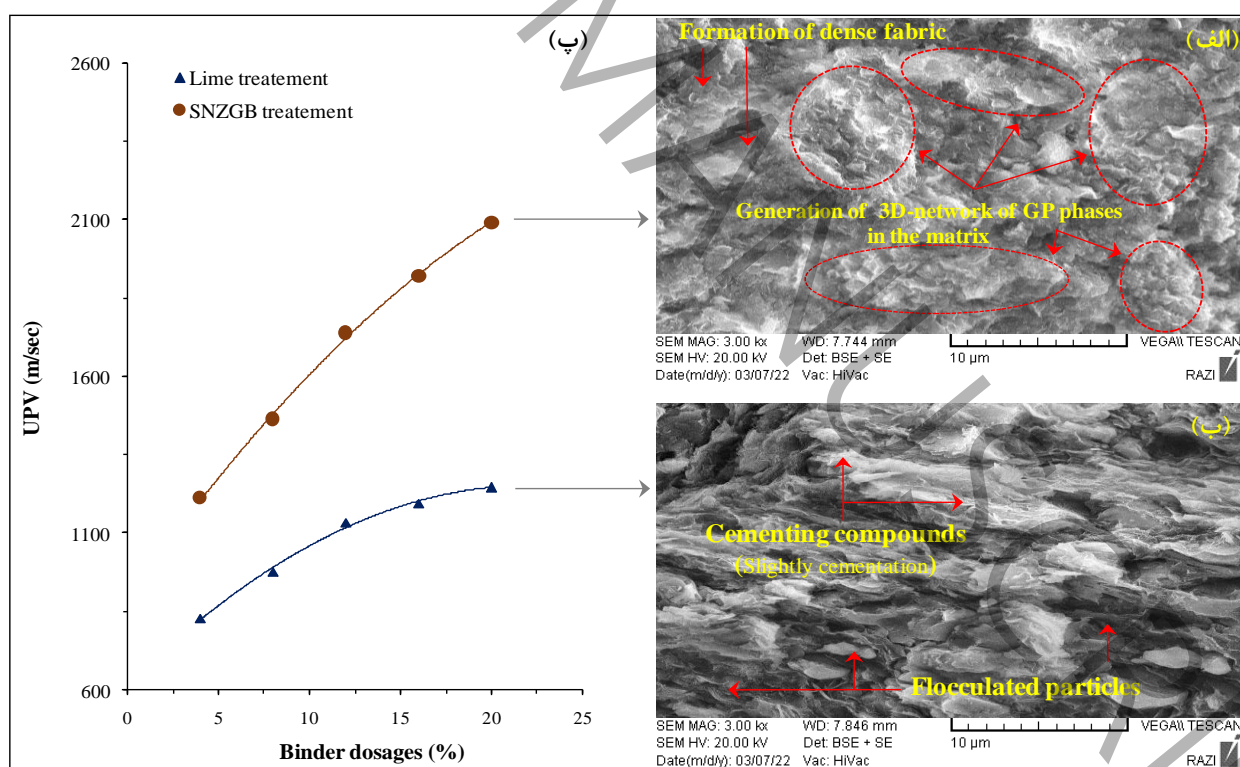 (پ)
2600
2100
1600
1100
600
UPV (m/sec)
Lime treatement
SNZGB treatement
0
5
10
15
20
25
Binder dosages (%)
Formation of dense fabric
(الف)
Generation of 3D-network of GP phases
in the matrix
SEM MAG: 3.00 kx WD: 7.744 mm
SEM HV: 20.00 kV Det: BSE + SE
Date(m/d/y): 03/07/22 Vac: HiVac
10 µm
VEGA\\ TESCAN
RAZI
(ب)
Cementing compounds
(Slightly cementation)
Flocculated particles
SEM MAG: 3.00 kx WD: 7.846 mm
SEM HV: 20.00 kV Det: BSE + SE
Date(m/d/y): 03/07/22 Vac: HiVac
10 µm
VEGA\\ TESCAN
RAZI